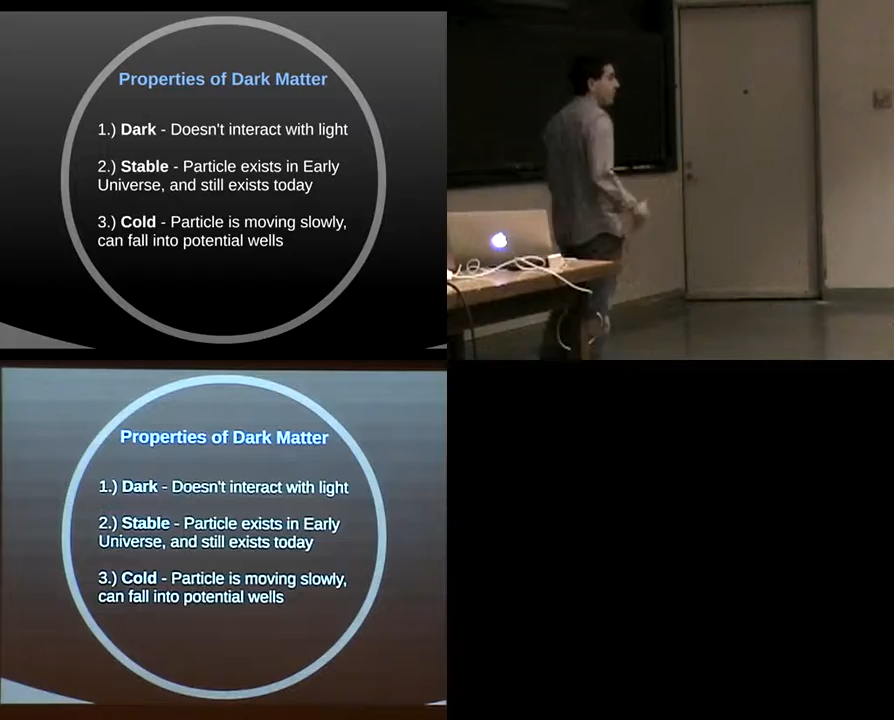 Properties of Dark Matter
1.) Dark - Doesn't interact with light
2.) Stable - Particle exists in Early
Universe, and still exists today
3.) Cold - Particle is moving slowly,
can fall into potential wells
Properties of Dark Matter
1.) Dark - Doesn't interact with light
2.) Stable - Particle exists in Early
Universe, and still exists today
3.) Cold - Particle is moving slowly,
can fall into potential wells